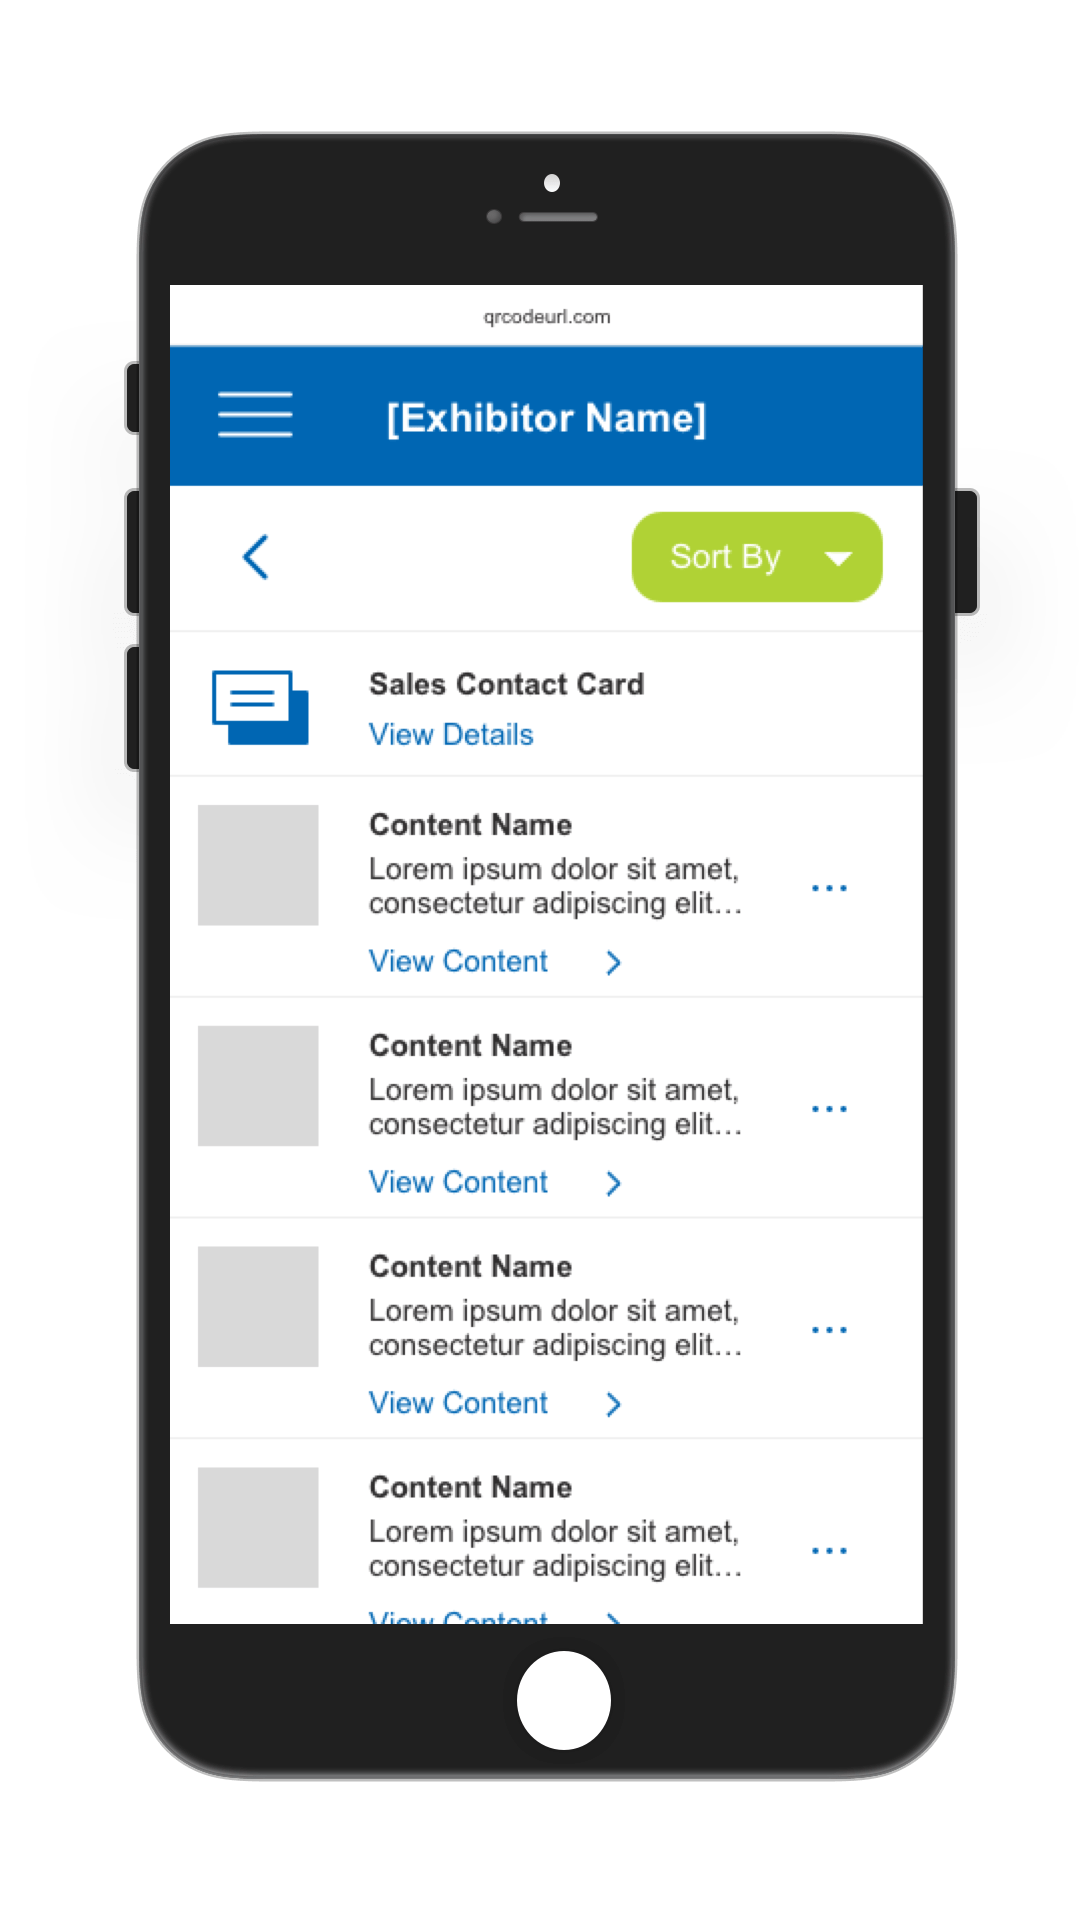 qrcodeurl.com
[Exhibitor Name]
Sort By
Sales Contact Card
View Details
Content Name
Lorem ipsum dolor sit amet,
consectetur adipiscing elit...
View Content
Content Name
Lorem ipsum dolor sit amet,
consectetur adipiscing elit...
View Content
Content Name
Lorem ipsum dolor sit amet,
consectetur adipiscing elit...
View Content
Content Name
Lorem ipsum dolor sit amet,
consectetur adipiscing elit...
View Content